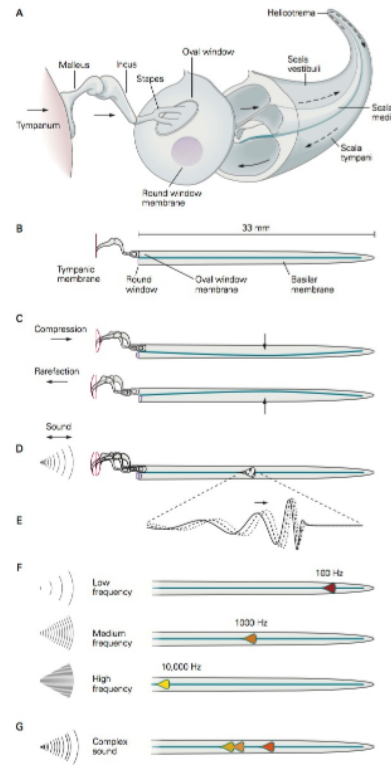 A
Helicotrema
Oval window
Malleus
Incus
Stapes
Scala
vestibuli
Tympanum
Scala
medi
Scala
tympani
Round window
membrane
B
33 mm
Tympanic
membrane
Round
window
Oval window
membrane
Basilar
membrane
C
Compression
Rarefaction
Sound
D
E
F
100 Hz
Low
frequency
1000 Hz
Medium
frequency
10,000 Hz
High
frequency
G
Complex
sound